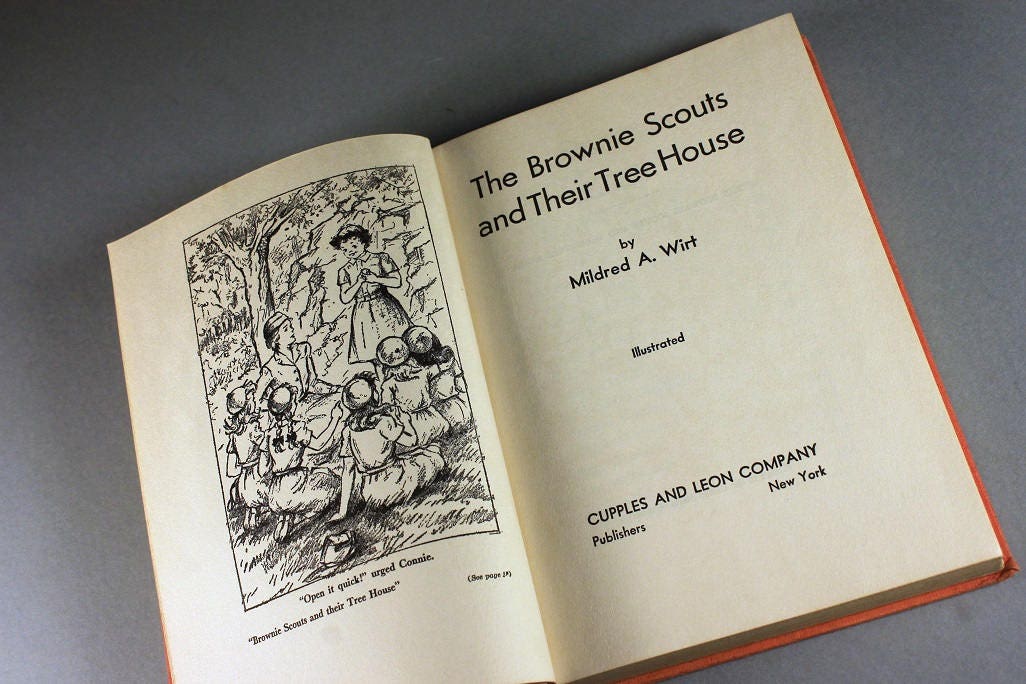 "Open it quick!" urged Connie.
"Brownie Scouts and their Tree House"
The Brownie Scouts
and Their Tree House
by
Mildred A. Wirt
Illustrated
CUPPLES AND LEON COMPANY
Publishers
New York
(See page